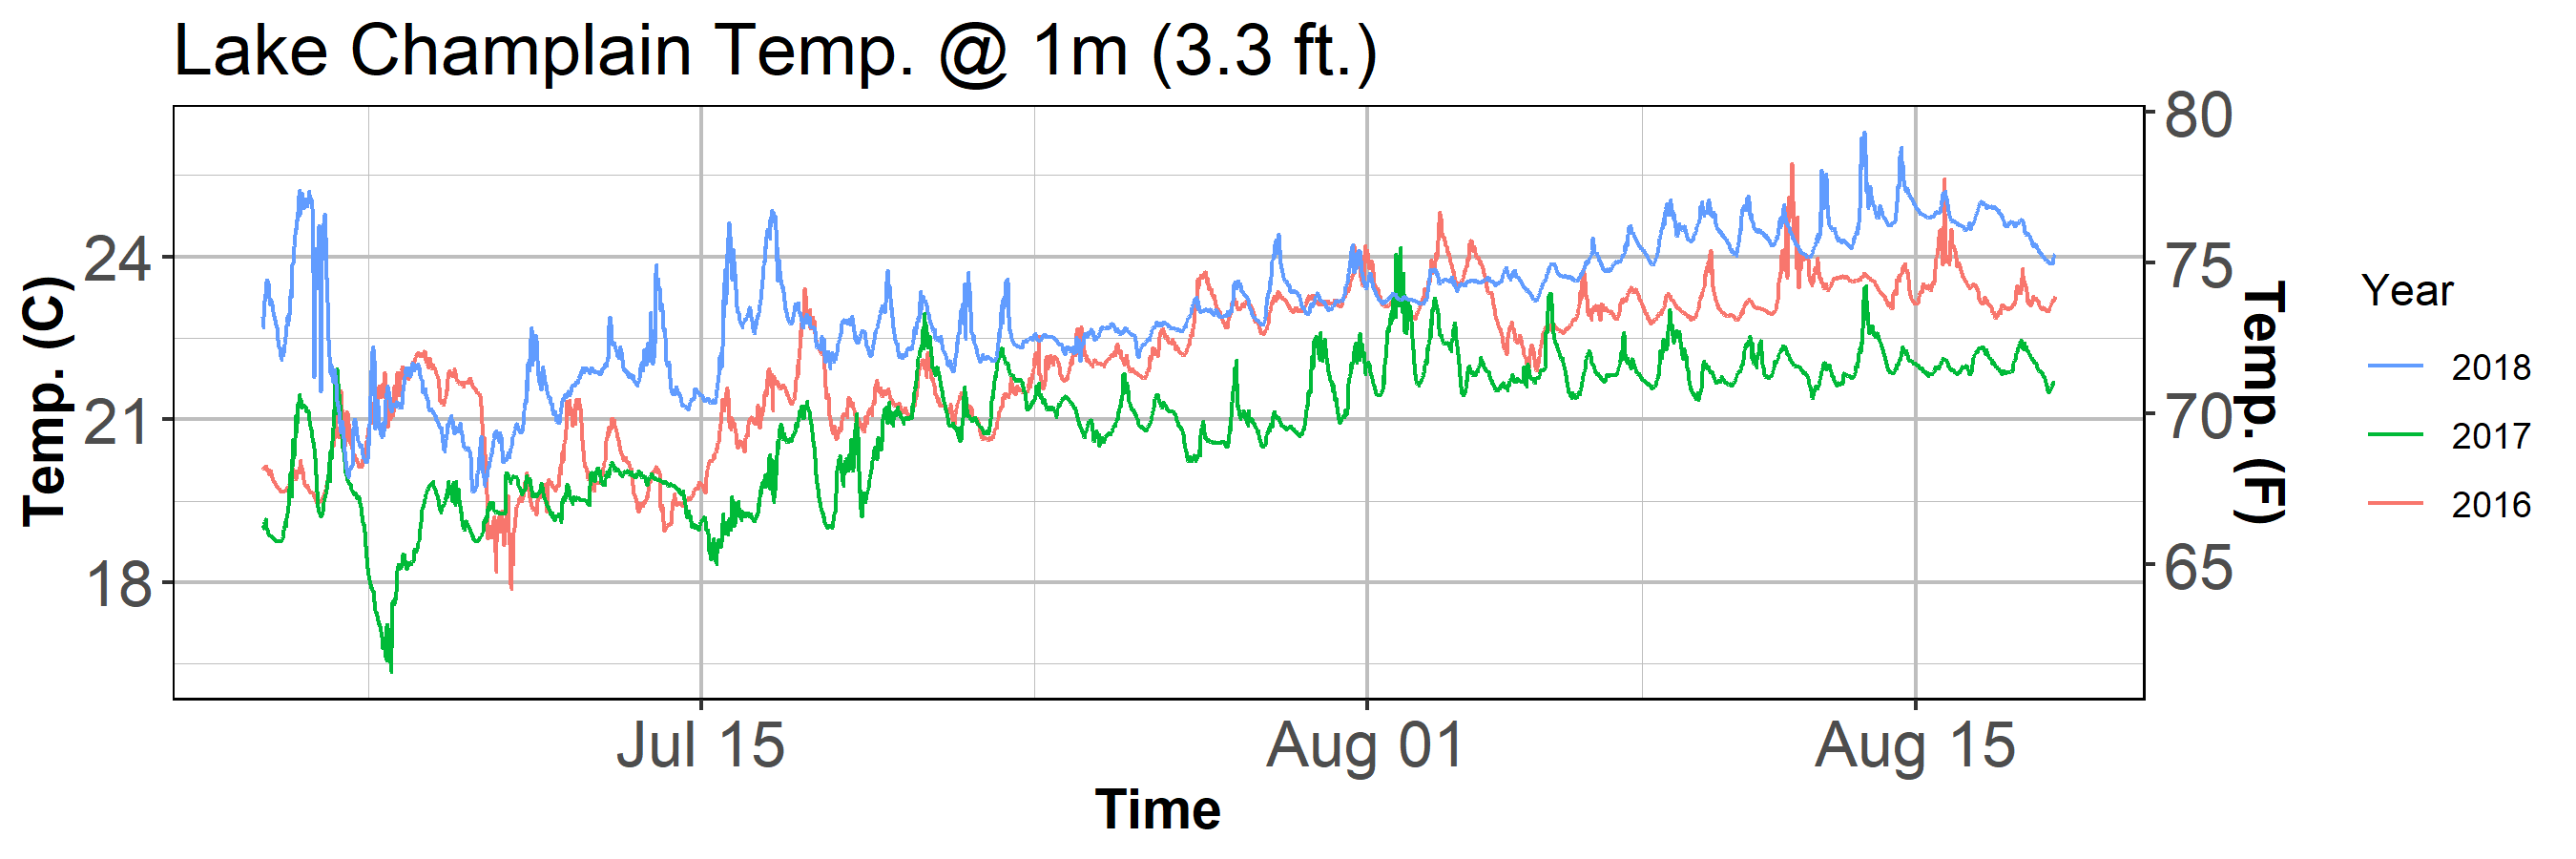 Lake Champlain Temp. @ 1m (3.3 ft.)
Temp. (C)
24
21
18
80
75
70
65
Temp. (F)
Jul 15
Aug 01
Aug 15
Time
Year
2018
2017
2016